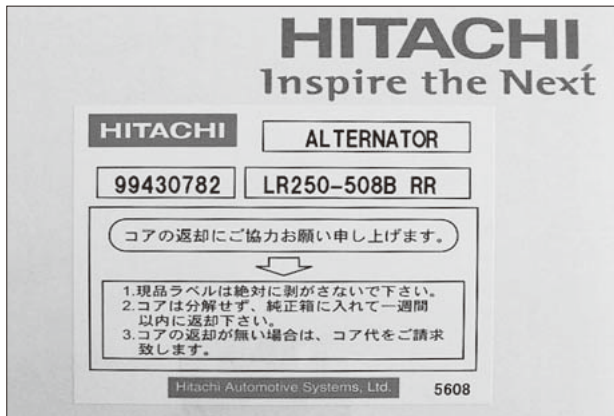 HITACHI
Inspire the Next
HITACHI
ALTERNATOR
99430782
LR250-508B RR
コアの返却にご協力お願い申し上げます。
1.現品ラベルは絶対に剥がさないで下さい。
2.コアは分解せず、純正箱に入れて一週間
以内に返却下さい。
3.コアの返却が無い場合は、コア代をご請求
致します。
Hitachi Automotive Systems, Ltd.
5608